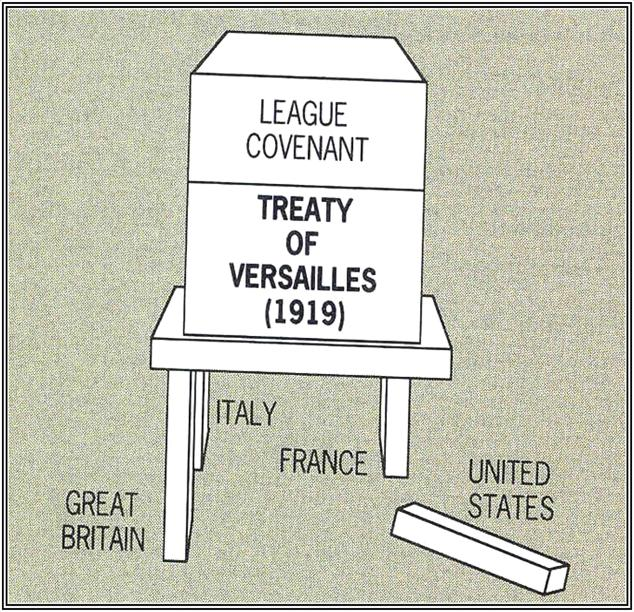 LEAGUE
COVENANT
TREATY
OF
VERSAILLES
(1919)
ITALY
FRANCE
UNITED
STATES
GREAT
BRITAIN